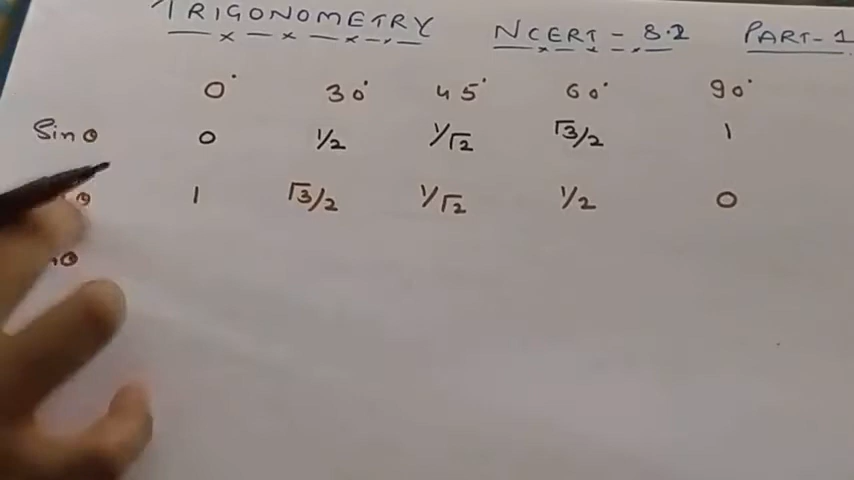 TRIGONOMETRY NCERT - 8.2 PART-1
0° 30° 45° 60° 90°
Sin θ 0 1/2 1/√2 √3/2 1
θ 1 √3/2 1/√2 1/2 0
θ